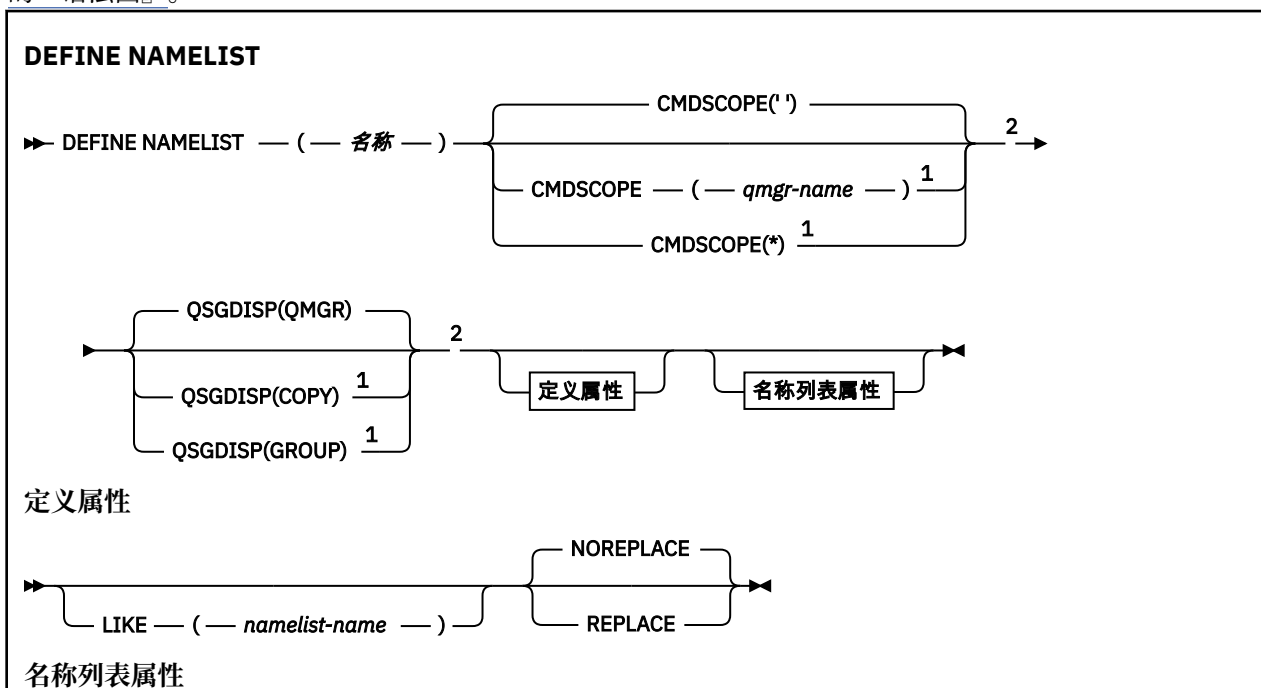 DEFINE NAMELIST
CMDSCOPE(' ')
DEFINE NAMELIST ( 名称 ) 2
CMDSCOPE ( qmgr-name ) 1
CMDSCOPE(*) 1
QSGDISP(QMGR)
2
QSGDISP(COPY) 1 定义属性 名称列表属性
QSGDISP(GROUP) 1
定义属性
NOREPLACE
LIKE ( namelist-name ) REPLACE
名称列表属性